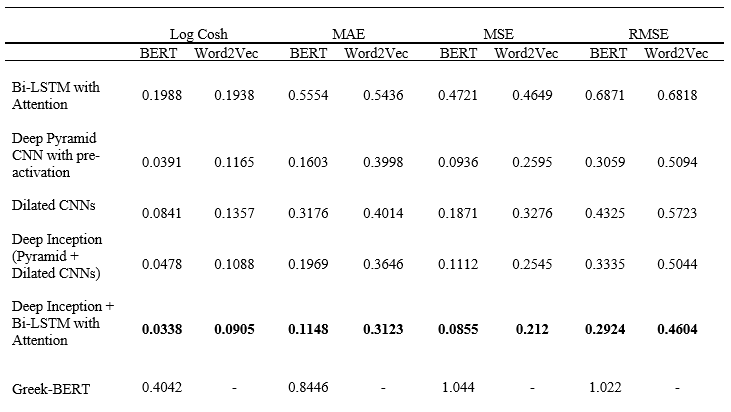 Log Cosh MAE MSE RMSE
BERT Word2Vec BERT Word2Vec BERT Word2Vec BERT Word2Vec
Bi-LSTM with
Attention 0.1988 0.1938 0.5554 0.5436 0.4721 0.4649 0.6871 0.6818
Deep Pyramid
CNN with pre-
activation 0.0391 0.1165 0.1603 0.3998 0.0936 0.2595 0.3059 0.5094
Dilated CNNs 0.0841 0.1357 0.3176 0.4014 0.1871 0.3276 0.4325 0.5723
Deep Inception
(Pyramid +
Dilated CNNs) 0.0478 0.1088 0.1969 0.3646 0.1112 0.2545 0.3335 0.5044
Deep Inception +
Bi-LSTM with
Attention 0.0338 0.0905 0.1148 0.3123 0.0855 0.212 0.2924 0.4604
Greek-BERT 0.4042 - 0.8446 - 1.044 - 1.022 -